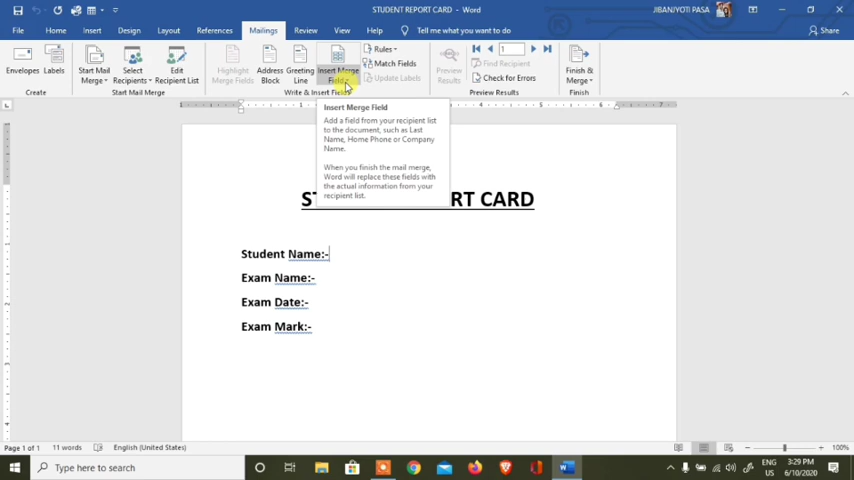 STUDENT REPORT CARD - Word
JIBANJYOTI PASA
File Home Insert Design Layout References Mailings Review View Help Tell me what you want to do Share
Envelopes Labels
Create
Start Mail Merge
Select Recipients
Edit Recipient List
Start Mail Merge
Highlight Merge Fields
Address Block
Greeting Line
Insert Merge Field
Rules
Match Fields
Update Labels
Write & Insert Fields
Preview Results
1
Find Recipient
Check for Errors
Preview Results
Finish & Merge
Finish
Insert Merge Field
Add a field from your recipient list
to the document, such as Last
Name, Home Phone or Company
Name.
When you finish the mail merge,
Word will replace these fields with
the actual information from your
recipient list.
RT CARD
Student Name:-
Exam Name:-
Exam Date:-
Exam Mark:-
Page 1 of 1 11 words English (United States) 100%
Type here to search
ENG
US
3:29 PM
6/10/2020